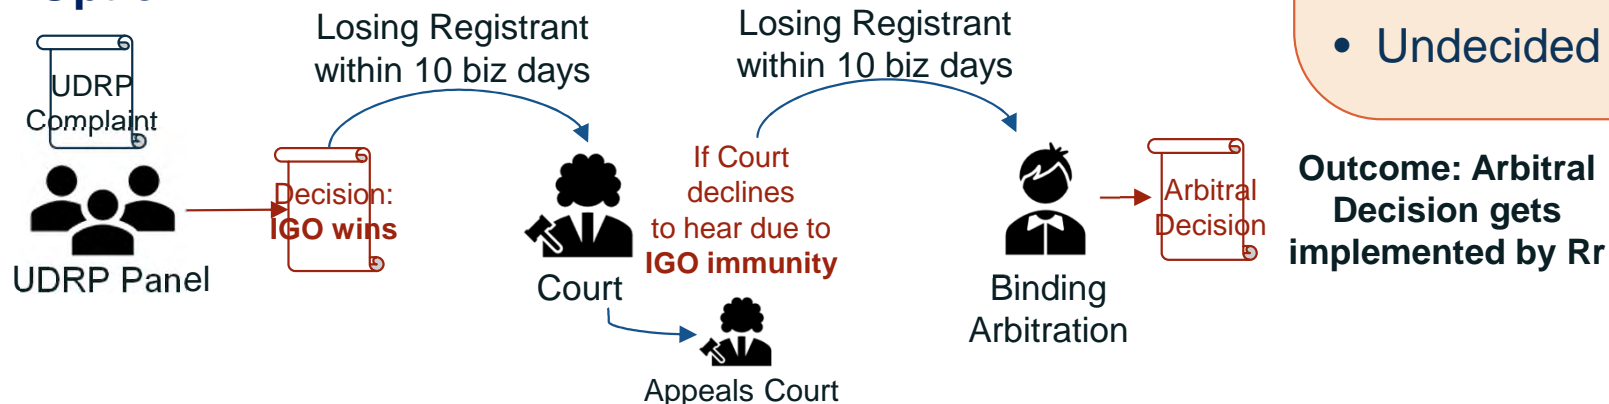 UDRP
Complaint
UDRP Panel
Decision:
IGO wins
Losing Registrant
within 10 biz days
Court
Appeals Court
If Court
declines
to hear due to
IGO immunity
Losing Registrant
within 10 biz days
Binding
Arbitration
Arbitral
Decision
• Undecided
Outcome: Arbitral
Decision gets
implemented by Rr